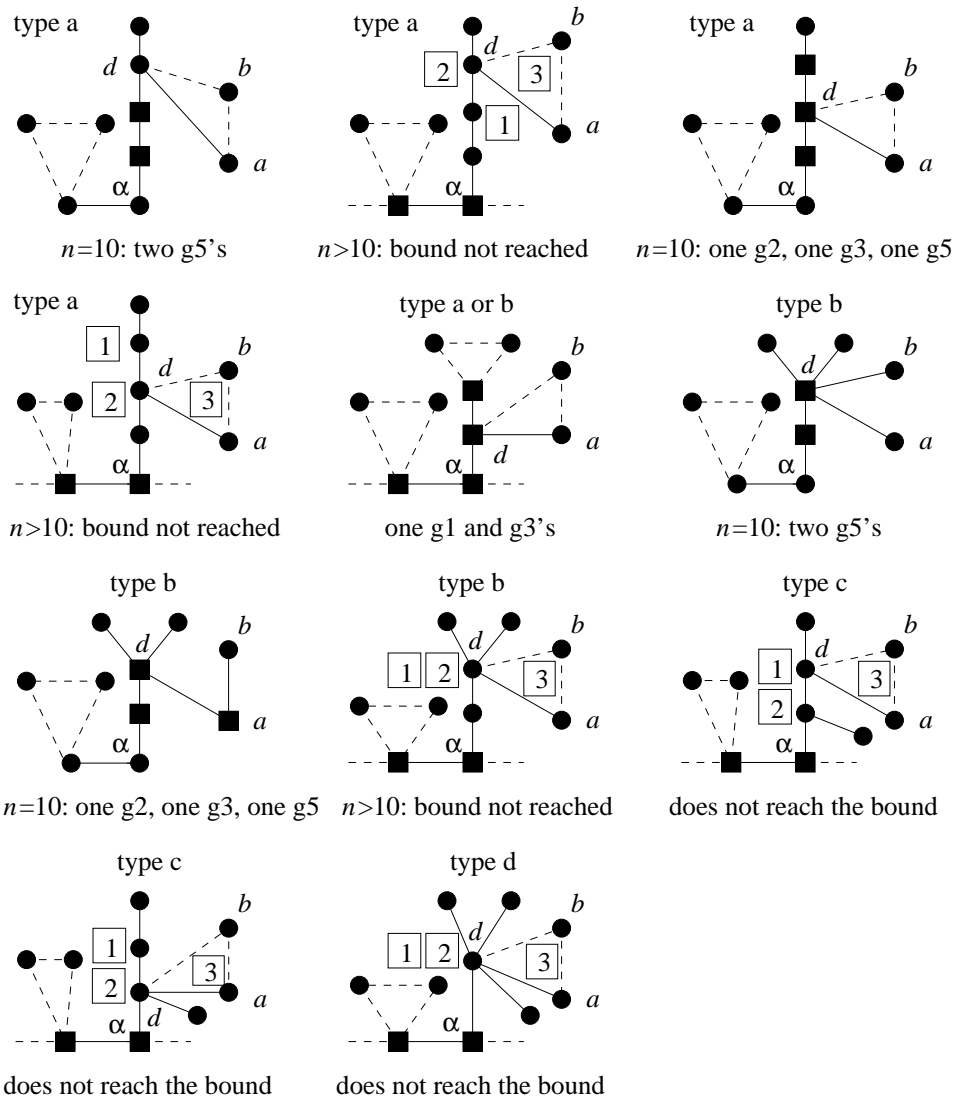 type a
d
b
a
α
n=10: two g5's
type a
d
b
2
3
1
a
α
n>10: bound not reached
type a
d
b
a
α
n=10: one g2, one g3, one g5
type a
1
d
b
2
3
a
α
n>10: bound not reached
type a or b
b
d
a
α
one g1 and g3's
type b
d
b
a
α
n=10: two g5's
type b
d
b
a
α
n=10: one g2, one g3, one g5
type b
d
b
1 2
3
a
α
n>10: bound not reached
type c
b
d
1
3
2
a
α
does not reach the bound
type c
b
1
3
2
a
α
d
does not reach the bound
type d
d
b
1 2
3
a
α
does not reach the bound